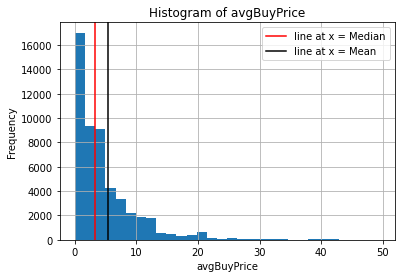 Histogram of avgBuyPrice
line at x = Median
line at x = Mean
Frequency
16000
14000
12000
10000
8000
6000
4000
2000
0
0 10 20 30 40 50
avgBuyPrice